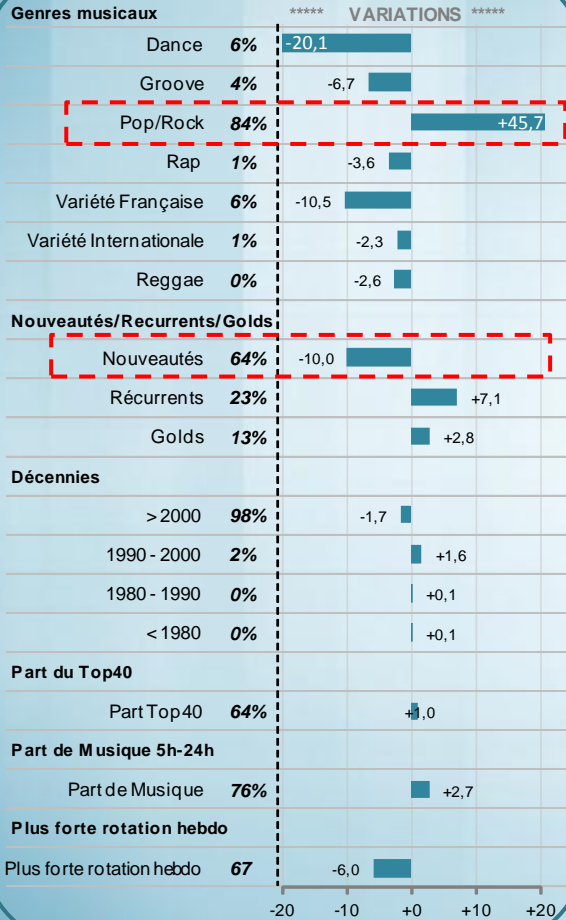 Genres musicaux ***** VARIATIONS *****
Dance 6% -20,1
Groove 4% -6,7
Pop/Rock 84% +45,7
Rap 1% -3,6
Variété Française 6% -10,5
Variété Internationale 1% -2,3
Reggae 0% -2,6
Nouveautés/Recurrents/Golds
Nouveautés 64% -10,0
Récurrents 23% +7,1
Golds 13% +2,8
Décennies
> 2000 98% -1,7
1990 - 2000 2% +1,6
1980 - 1990 0% +0,1
< 1980 0% +0,1
Part du Top40
Part Top40 64% +1,0
Part de Musique 5h-24h
Part de Musique 76% +2,7
Plus forte rotation hebdo
Plus forte rotation hebdo 67 -6,0
-20 -10 +0 +10 +20